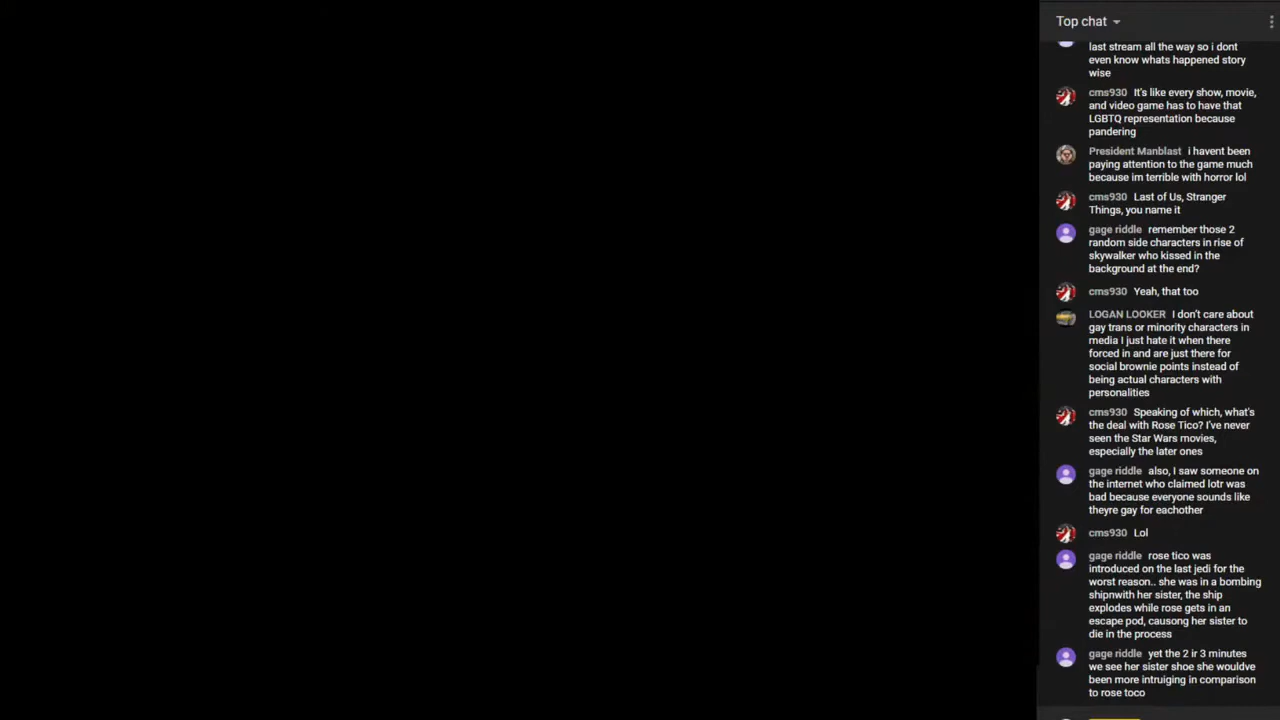 Top chat
last stream all the way so i dont
even know whats happened story
wise
cms930 It's like every show, movie,
and video game has to have that
LGBTQ representation because
pandering
President Manblast i havent been
paying attention to the game much
because im terrible with horror lol
cms930 Last of Us, Stranger
Things, you name it
gage riddle remember those 2
random side characters in rise of
skywalker who kissed in the
background at the end?
cms930 Yeah, that too
LOGAN LOOKER I don't care about
gay trans or minority characters in
media I just hate it when there
forced in and are just there for
social brownie points instead of
being actual characters with
personalities
cms930 Speaking of which, what's
the deal with Rose Tico? I've never
seen the Star Wars movies,
especially the later ones
gage riddle also, I saw someone on
the internet who claimed lotr was
bad because everyone sounds like
theyre gay for eachother
cms930 Lol
gage riddle rose tico was
introduced on the last jedi for the
worst reason.. she was in a bombing
shipnwith her sister, the ship
explodes while rose gets in an
escape pod, causong her sister to
die in the process
gage riddle yet the 2 ir 3 minutes
we see her sister shoe she wouldve
been more intruiging in comparison
to rose toco